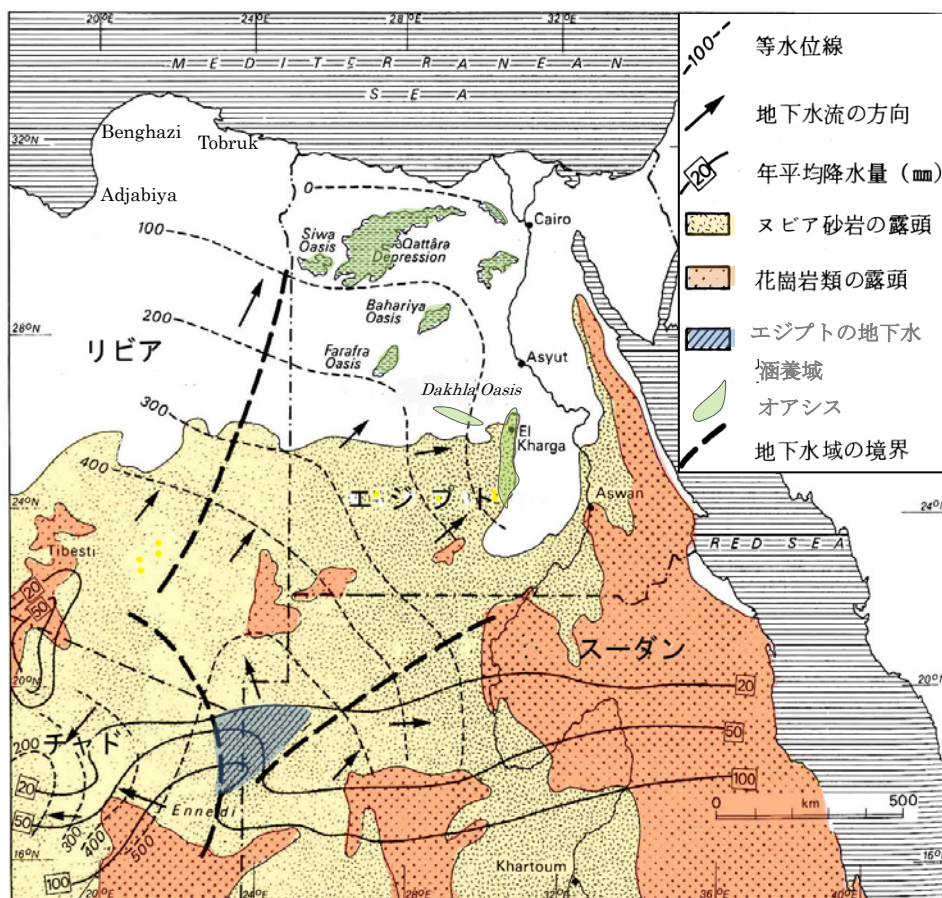 20°E
24°E
28°E
32°E
MEDITERRANEAN
SEA
32°N
Benghazi
Tobruk
Adjabiya
0
Cairo
Siwa
Oasis
Qattâra
Depression
100
28°N
200
Bahariya
Oasis
リビア
Farafra
Oasis
Asyut
Dakhla Oasis
300
El
Kharga
400
24°N
エジプト
Aswan
24°N
Tibesti
RED SEA
20
50
スーダン
20°N
20
20°N
50
200
チャド
20
100
Ennedi
50
300
400
500
0 km 500
16°N
16°N
Khartoum
100
20°E
24°E
28°E
32°E
36°E
40°E
-100-- 等水位線
地下水流の方向
20 年平均降水量(㎜)
ヌビア砂岩の露頭
花崗岩類の露頭
エジプトの地下水
涵養域
オアシス
地下水域の境界